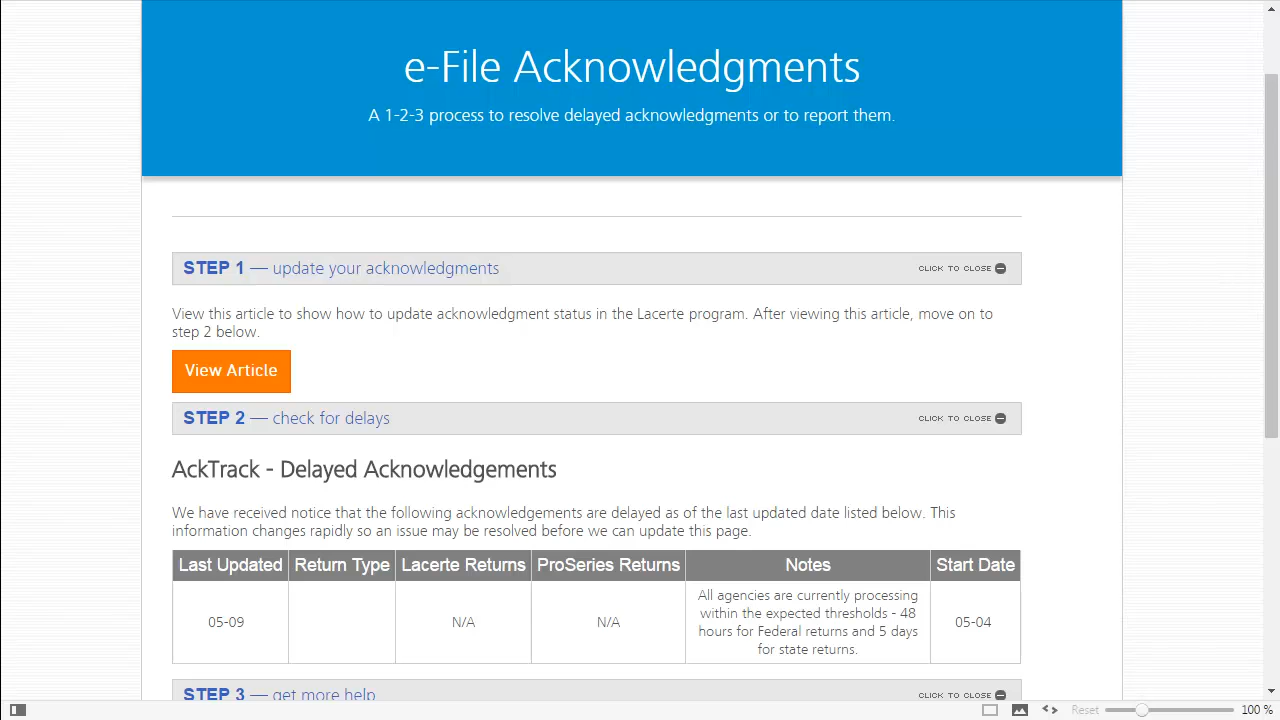 e-File Acknowledgments
A 1-2-3 process to resolve delayed acknowledgments or to report them.
STEP 1 — update your acknowledgments
CLICK TO CLOSE
View this article to show how to update acknowledgment status in the Lacerte program. After viewing this article, move on to
step 2 below.
View Article
STEP 2 — check for delays
CLICK TO CLOSE
AckTrack - Delayed Acknowledgements
We have received notice that the following acknowledgements are delayed as of the last updated date listed below. This
information changes rapidly so an issue may be resolved before we can update this page.
Last Updated Return Type Lacerte Returns ProSeries Returns Notes Start Date
All agencies are currently processing
within the expected thresholds - 48
05-09 N/A N/A 05-04
hours for Federal returns and 5 days
for state returns.
STEP 3 — get more help
CLICK TO CLOSE
Reset 100 %